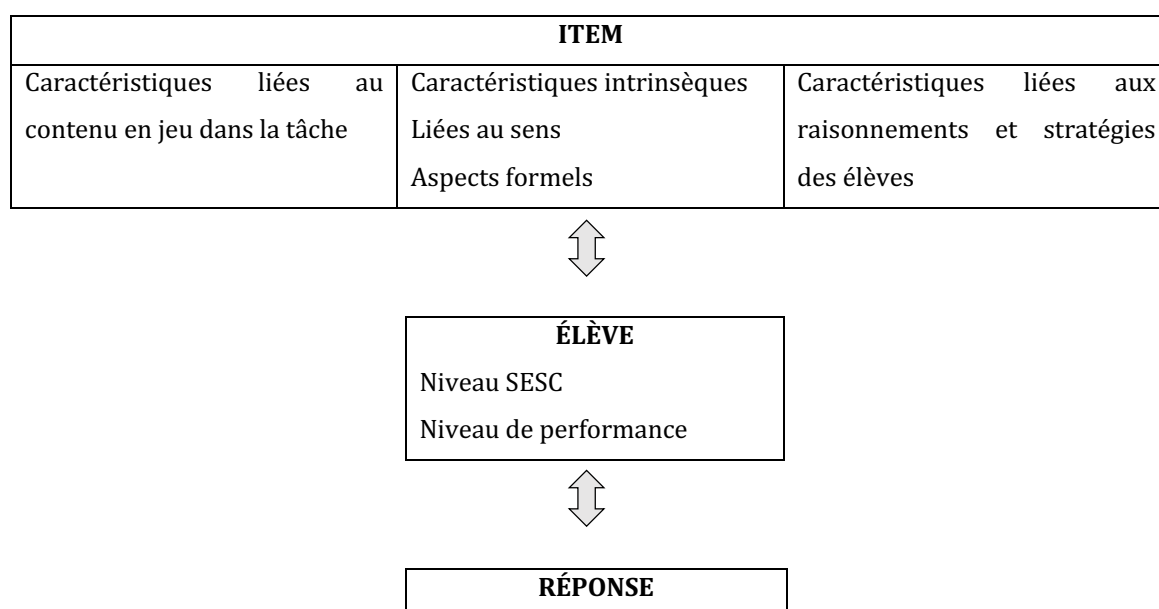 ITEM
Caractéristiques liées au
contenu en jeu dans la tâche
Caractéristiques intrinsèques
Liées au sens
Aspects formels
Caractéristiques liées aux
raisonnements et stratégies
des élèves
ÉLÈVE
Niveau SESC
Niveau de performance
RÉPONSE